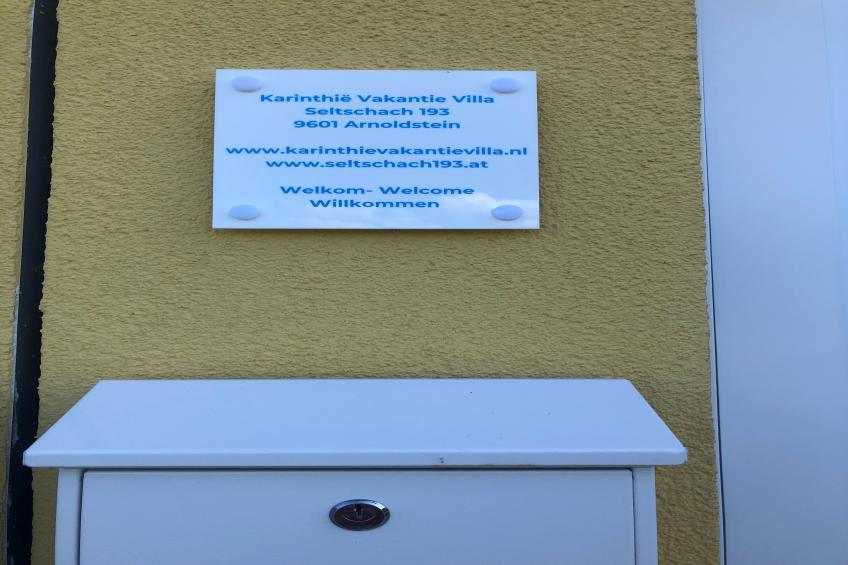 Karinthië Vakantie Villa
Seltschach 193
9601 Arnoldstein
www.karinthievakantievilla.nl
www.seltschach193.at
Welkom- Welcome
Willkommen